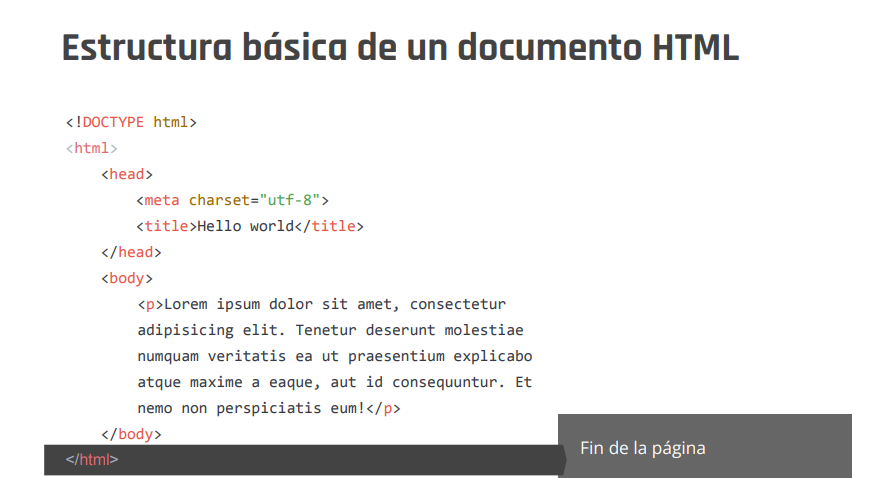 Estructura básica de un documento HTML
<!DOCTYPE html>
<html>
<head>
<meta charset="utf-8">
<title>Hello world</title>
</head>
<body>
<p>Lorem ipsum dolor sit amet, consectetur
adipisicing elit. Tenetur deserunt molestiae
numquam veritatis ea ut praesentium explicabo
atque maxime a eaque, aut id consequuntur. Et
nemo non perspiciatis eum!</p>
</body>
</html>
Fin de la página